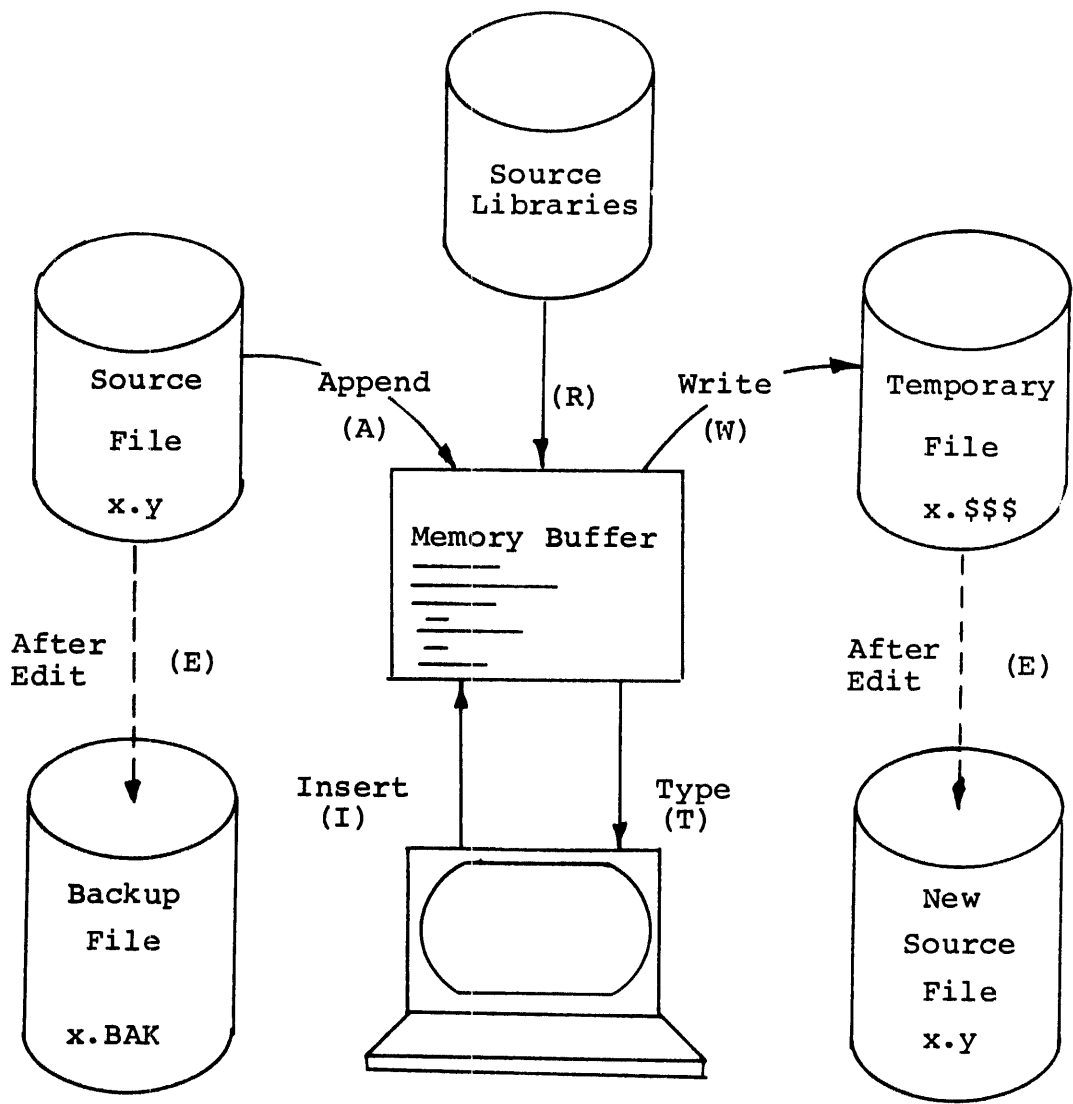 Source
Libraries
Source
File
x.y
Append
(A)
(R)
Write
(W)
Temporary
File
x.$$$
Memory Buffer
After
Edit
(E)
After
Edit
(E)
Insert
(I)
Type
(T)
Backup
File
x.BAK
New
Source
File
x.y